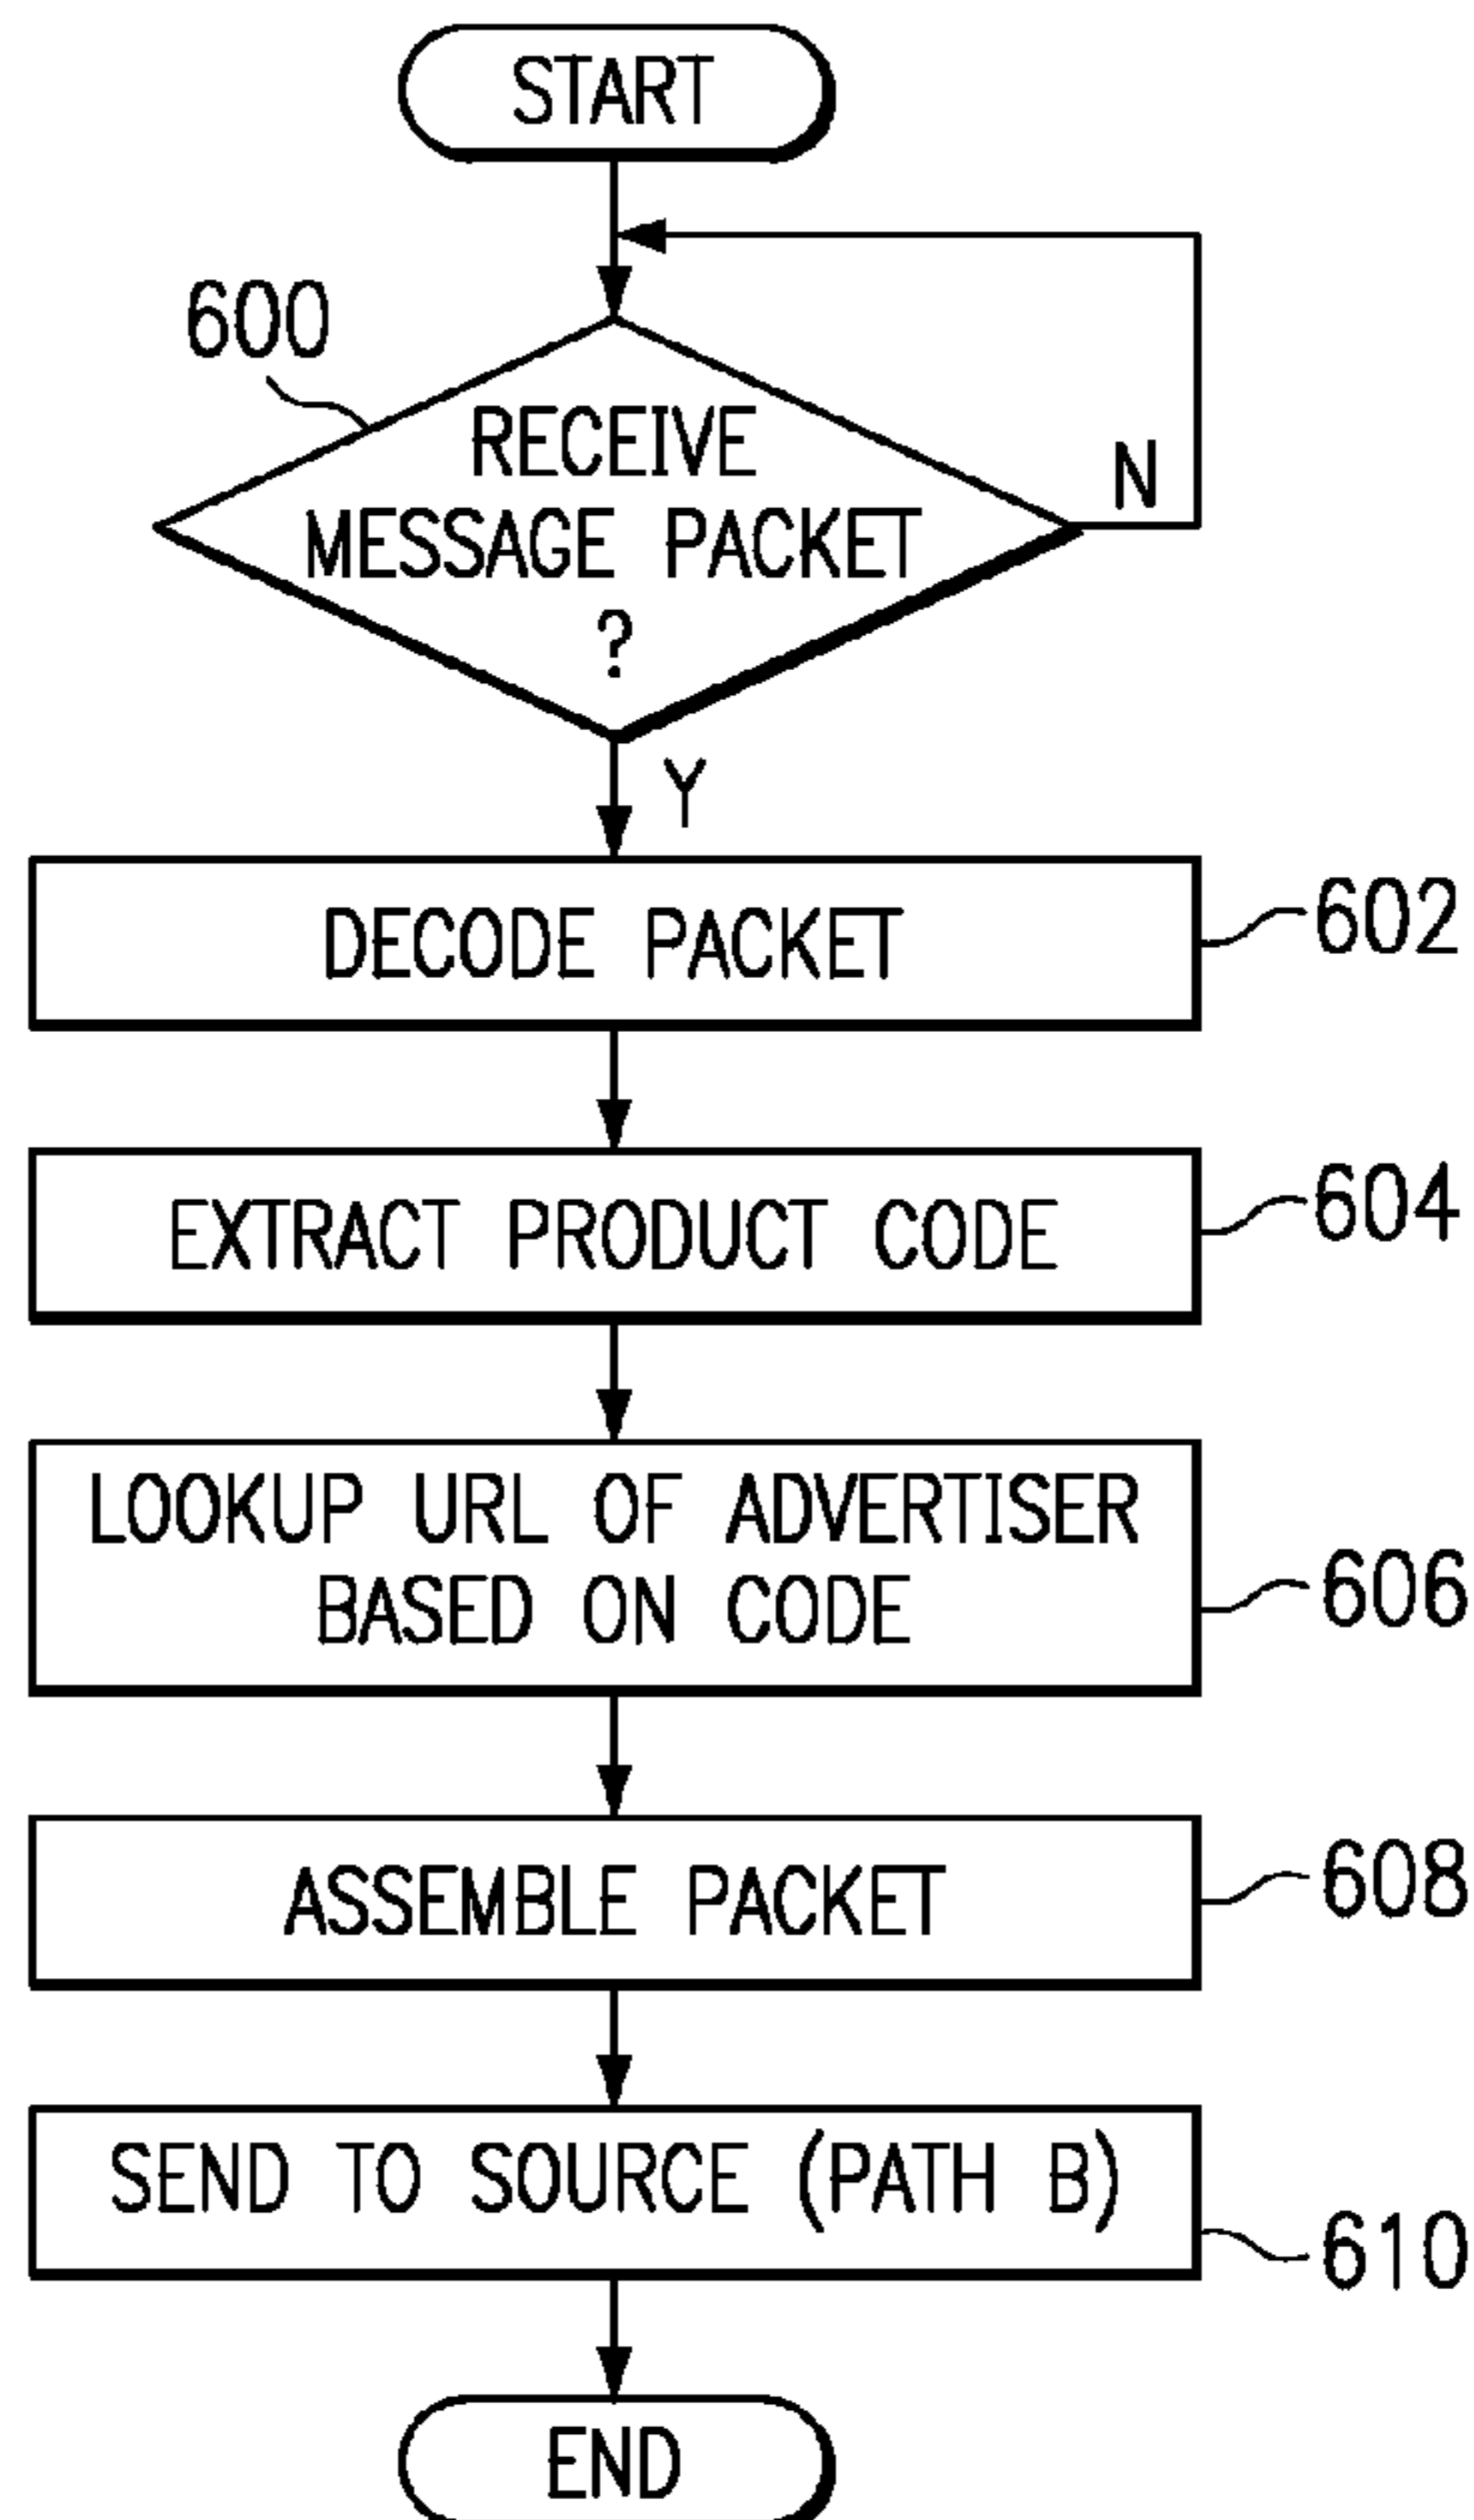 START
600
RECEIVE
MESSAGE PACKET
?
N
Y
DECODE PACKET
602
EXTRACT PRODUCT CODE
604
LOOKUP URL OF ADVERTISER
BASED ON CODE
606
ASSEMBLE PACKET
608
SEND TO SOURCE (PATH B)
610
END